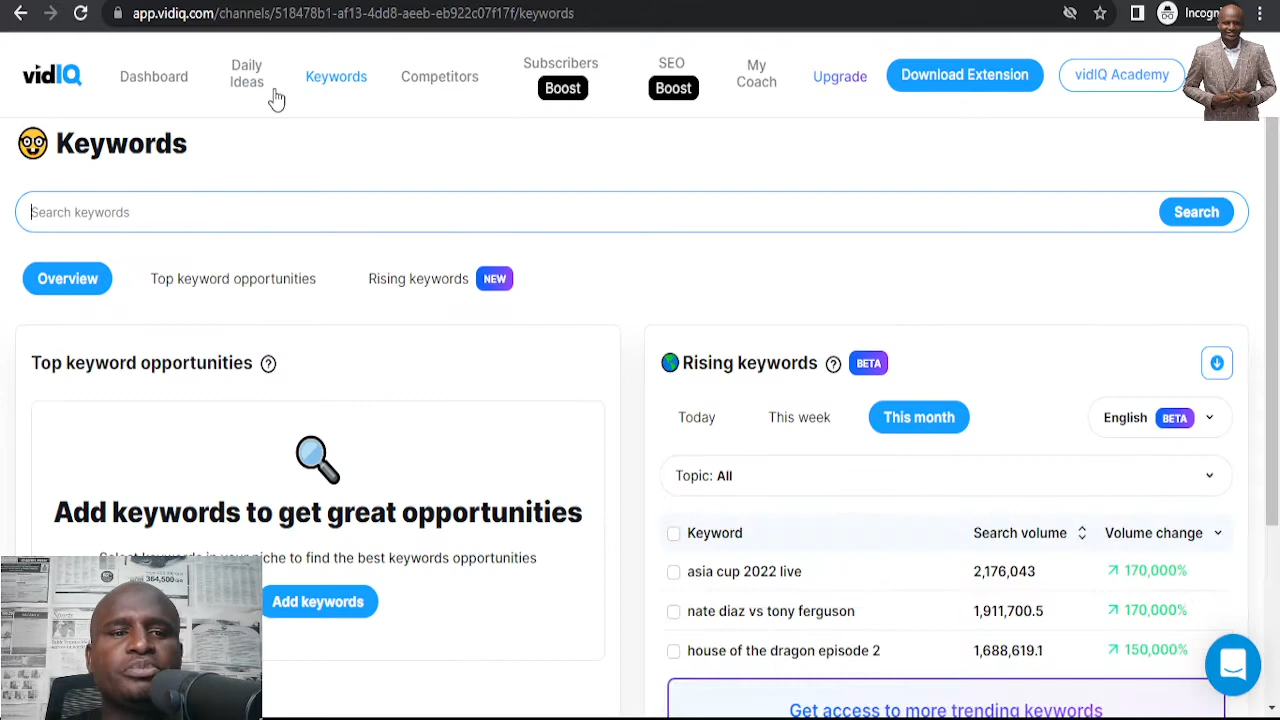 app.vidiq.com/channels/518478b1-af13-4dd8-aeeb-eb922c07f17f/keywords
vidIQ
Dashboard
Daily Ideas
Keywords
Competitors
Subscribers Boost
SEO Boost
My Coach
Upgrade
Download Extension
vidIQ Academy
Keywords
Search keywords
Search
Overview
Top keyword opportunities
Rising keywords NEW
Top keyword opportunities
Add keywords to get great opportunities
Add keywords
Rising keywords BETA
Today
This week
This month
English BETA
Topic: All
Keyword Search volume Volume change
asia cup 2022 live 2,176,043 170,000%
nate diaz vs tony ferguson 1,911,700.5 170,000%
house of the dragon episode 2 1,688,619.1 150,000%
Get access to more trending keywords
364,500